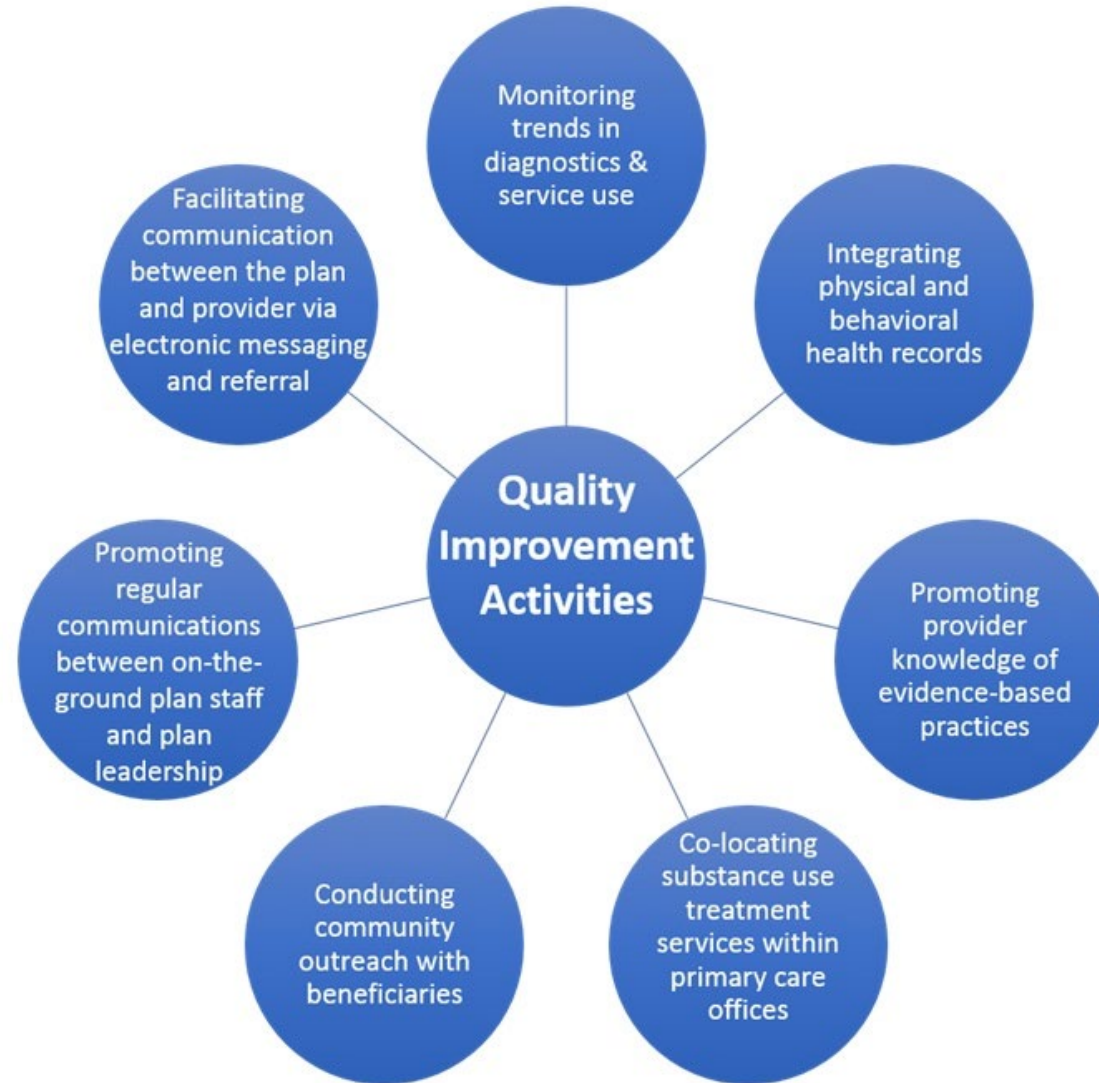 Monitoring
trends in
diagnostics &
service use
Integrating
physical and
behavioral
health records
Promoting
provider
knowledge of
evidence-based
practices
Co-locating
substance use
treatment
services within
primary care
offices
Conducting
community
outreach with
beneficiaries
Promoting
regular
communications
between on-the-
ground plan staff
and plan
leadership
Facilitating
communication
between the plan
and provider via
electronic messaging
and referral
Quality
Improvement
Activities